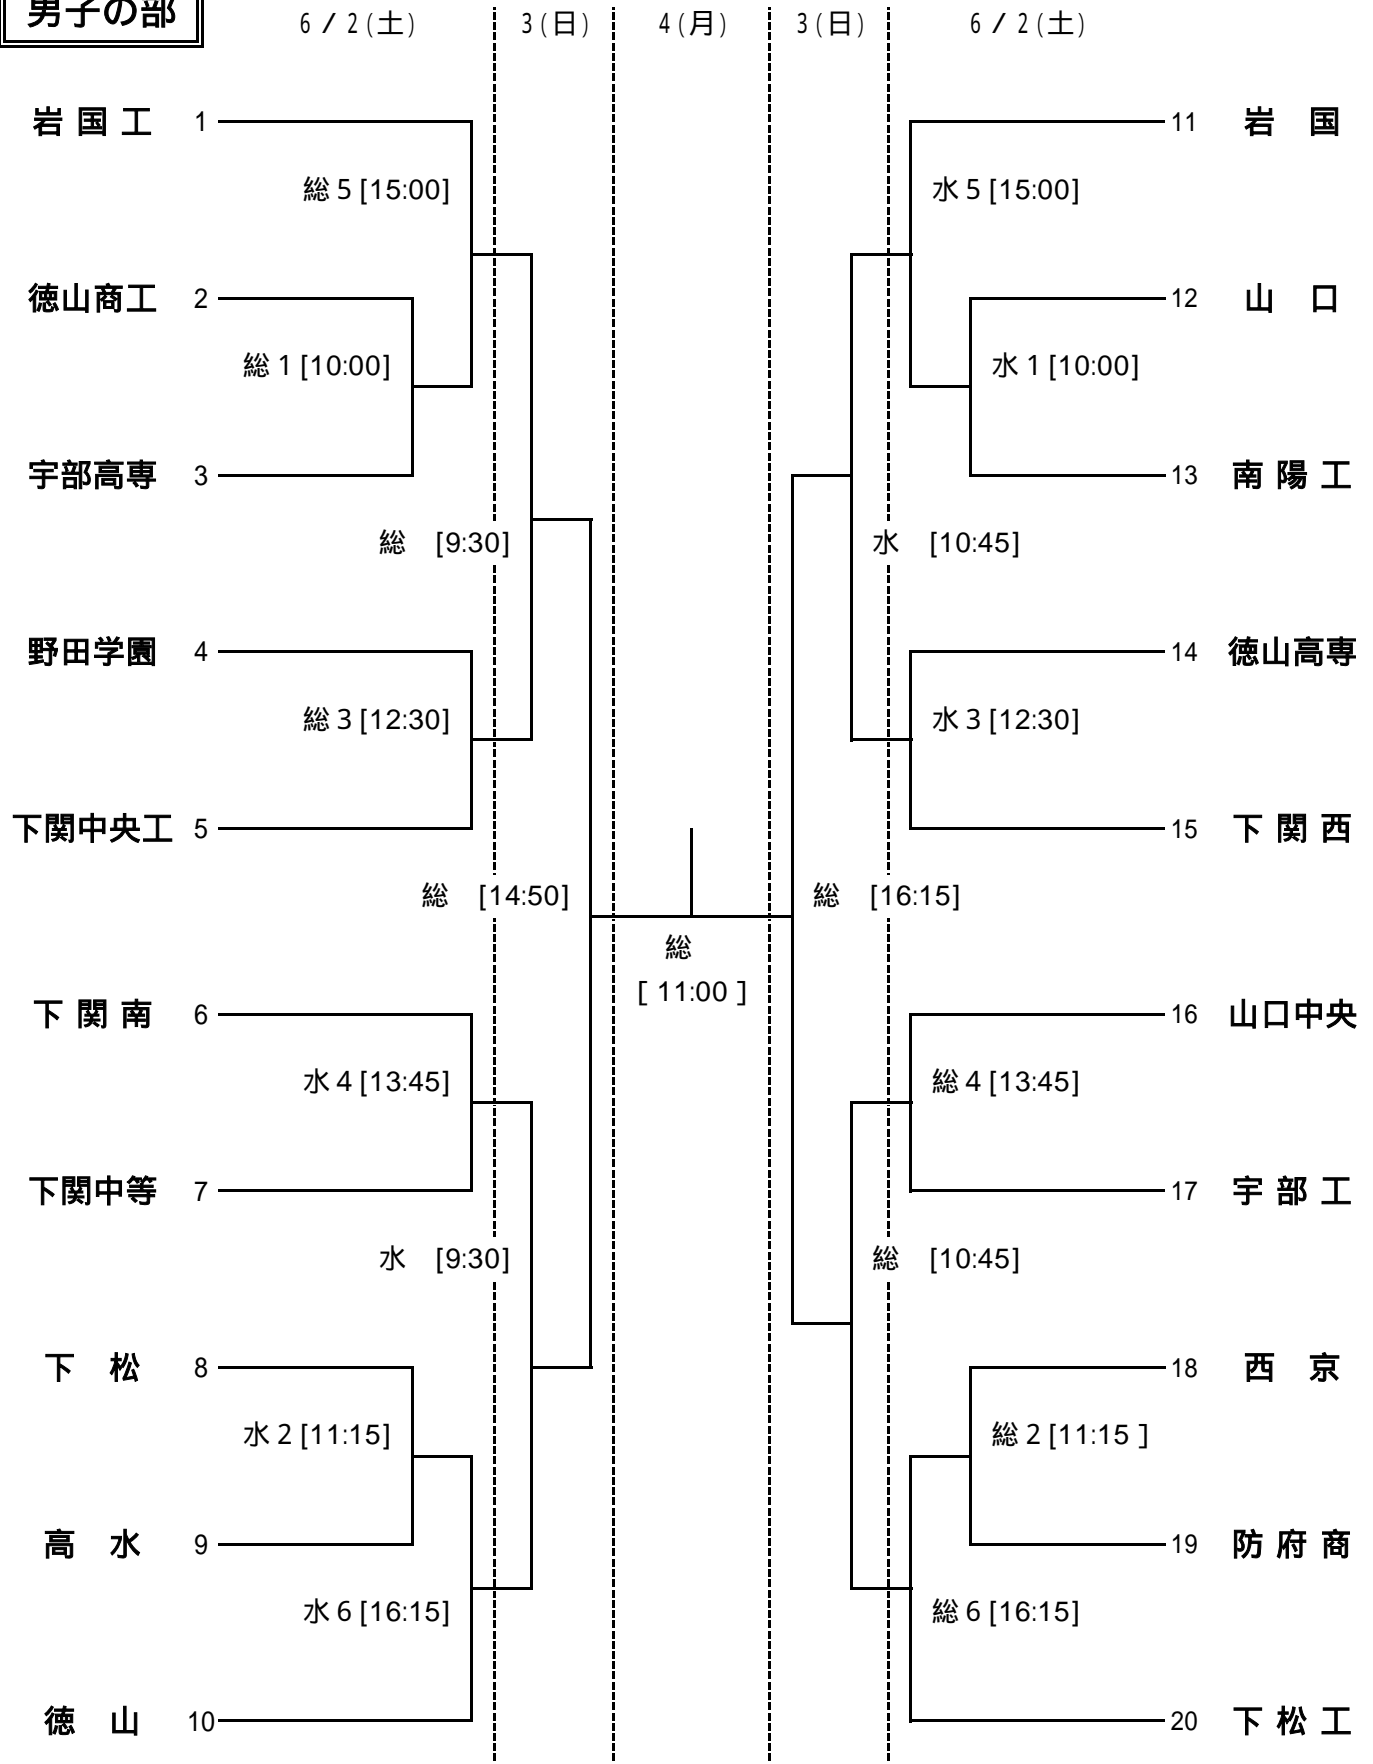 男子の部
6 / 2(土) 3(日) 4(月) 3(日) 6 / 2(土)
岩国工 1 11 岩 国
総5[15:00] 水5[15:00]
徳山商工 2 12 山 口
総1[10:00] 水1[10:00]
宇部高専 3 13 南陽工
総 [9:30] 水 [10:45]
野田学園 4 14 徳山高専
総3[12:30] 水3[12:30]
下関中央工 5 15 下関西
総 [14:50] 総 [16:15]
総
[ 11:00 ]
下関南 6 16 山口中央
水4[13:45] 総4[13:45]
下関中等 7 17 宇部工
水 [9:30] 総 [10:45]
下 松 8 18 西 京
水2[11:15] 総2[11:15 ]
高 水 9 19 防府商
水6[16:15] 総6[16:15]
徳 山 10 20 下松工